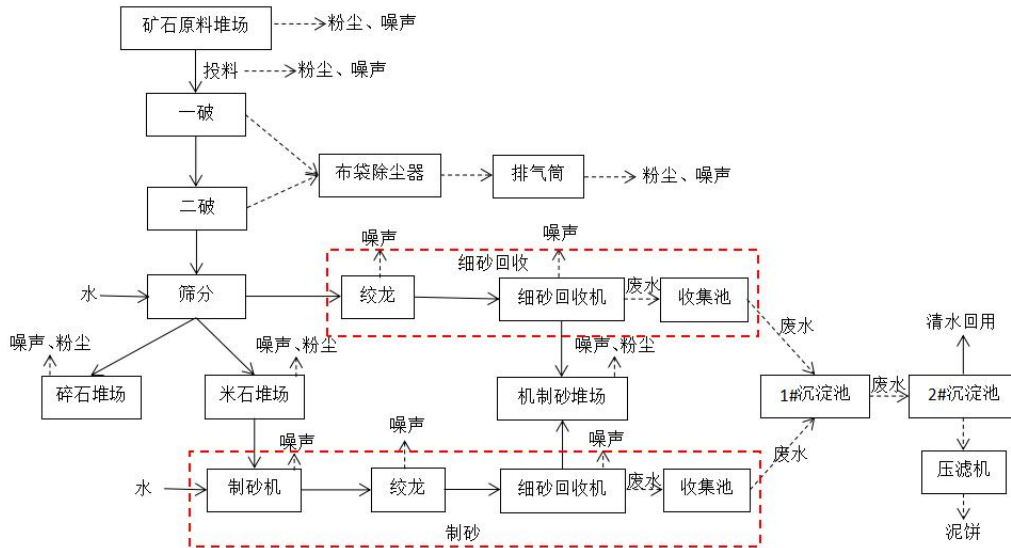 矿石原料堆场
粉尘、噪声
投料
粉尘、噪声
一破
布袋除尘器
排气筒
粉尘、噪声
二破
噪声
噪声
细砂回收
水
筛分
绞龙
细砂回收机
废水
收集池
废水
清水回用
噪声、粉尘
噪声、粉尘
噪声、粉尘
碎石堆场
米石堆场
机制砂堆场
1#沉淀池
废水
2#沉淀池
噪声
噪声
噪声
废水
水
制砂机
绞龙
细砂回收机
废水
收集池
压滤机
制砂
泥饼